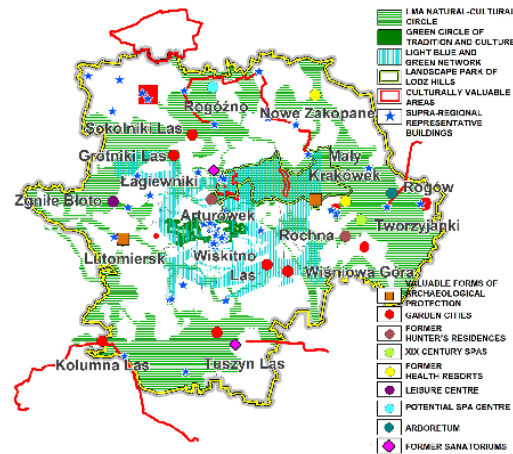 LMA NATURAL-CULTURAL
CIRCLE
GREEN CIRCLE OF
TRADITION AND CULTURE
LIGHT BLUE AND
GREEN NETWORK
LANDSCAPE PARK OF
LODZ HILLS
CULTURALLY VALUABLE
AREAS
SUPRA-REGIONAL
REPRESENTATIVE
BUILDINGS
Rogóźno
Nowe Zakopane
Sokolniki Las
Grotniki Las
Mały
Krakówek
Łagiewniki
Rogów
Zgniłe Błoto
Arturówek
Tworzyjanki
Rochna
Lutomiersk
Wiskitno
Las
Wiśniowa Góra
Kolumna Las
Tuszyn Las
VALUABLE FORMS OF
ARCHAEOLOGICAL
PROTECTION
GARDEN CITIES
FORMER
HUNTER'S RESIDENCES
XIX CENTURY SPAS
FORMER
HEALTH RESORTS
LEISURE CENTRE
POTENTIAL SPA CENTRE
ARBORETUM
FORMER SANATORIUMS